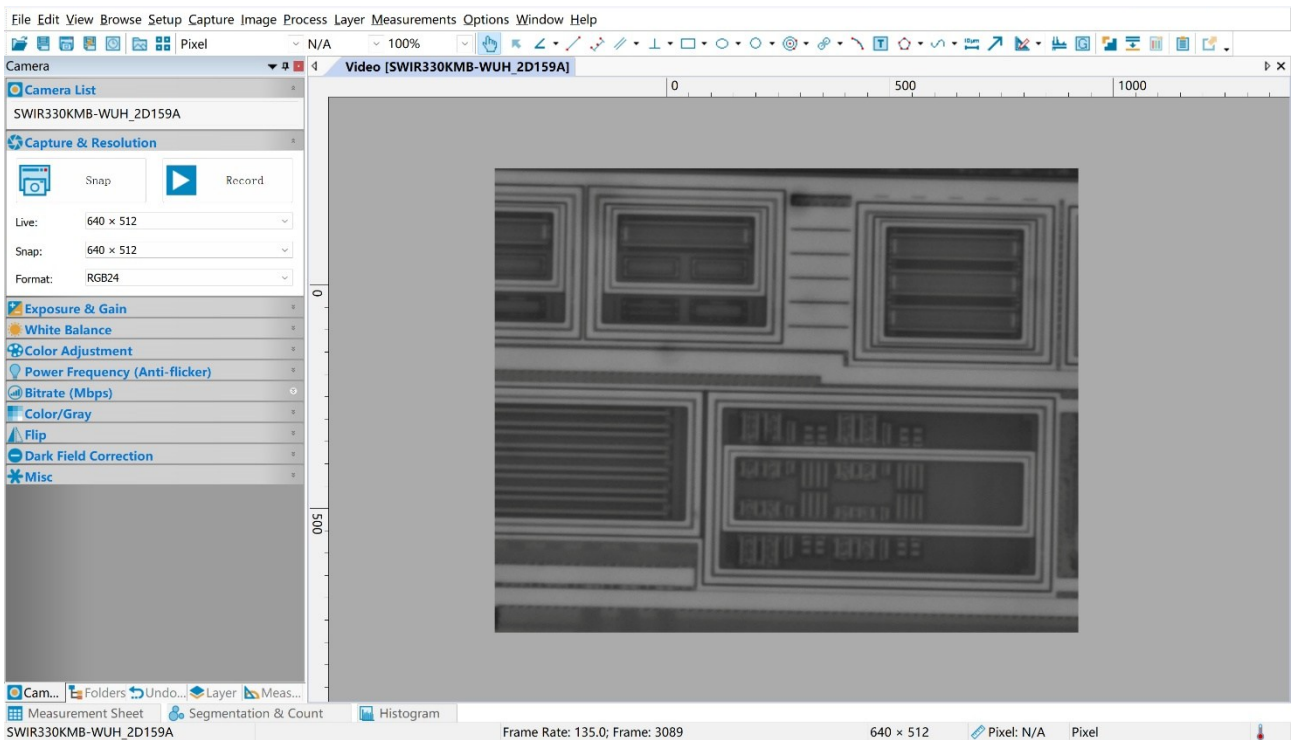 File Edit View Browse Setup Capture Image Process Layer Measurements Options Window Help
Pixel N/A 100%
Camera
Video [SWIR330KMB-WUH_2D159A]
Camera List
SWIR330KMB-WUH_2D159A
Capture & Resolution
Snap Record
Live: 640 × 512
Snap: 640 × 512
Format: RGB24
Exposure & Gain
White Balance
Color Adjustment
Power Frequency (Anti-flicker)
Bitrate (Mbps)
Color/Gray
Flip
Dark Field Correction
Misc
0 500 1000
0
500
Cam... Folders Undo... Layer Meas...
Measurement Sheet Segmentation & Count Histogram
SWIR330KMB-WUH_2D159A Frame Rate: 135.0; Frame: 3089 640 × 512 Pixel: N/A Pixel